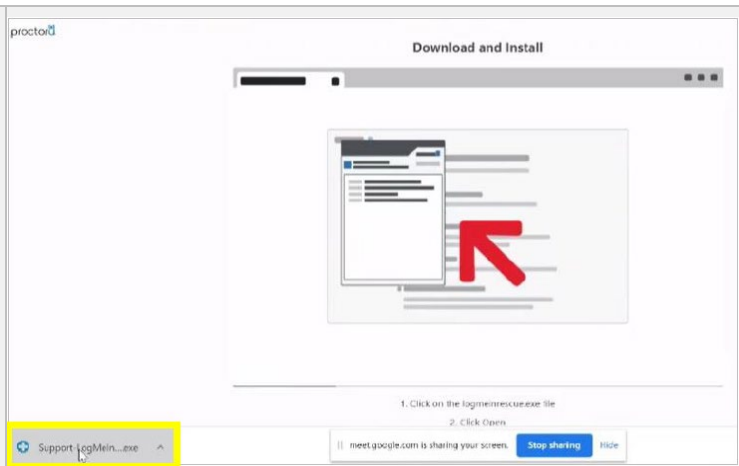 proctorU
Download and Install
1. Click on the logmeinrescue.exe file
2. Click Open
Support-LogMeIn....exe
meet.google.com is sharing your screen.
Stop sharing
Hide